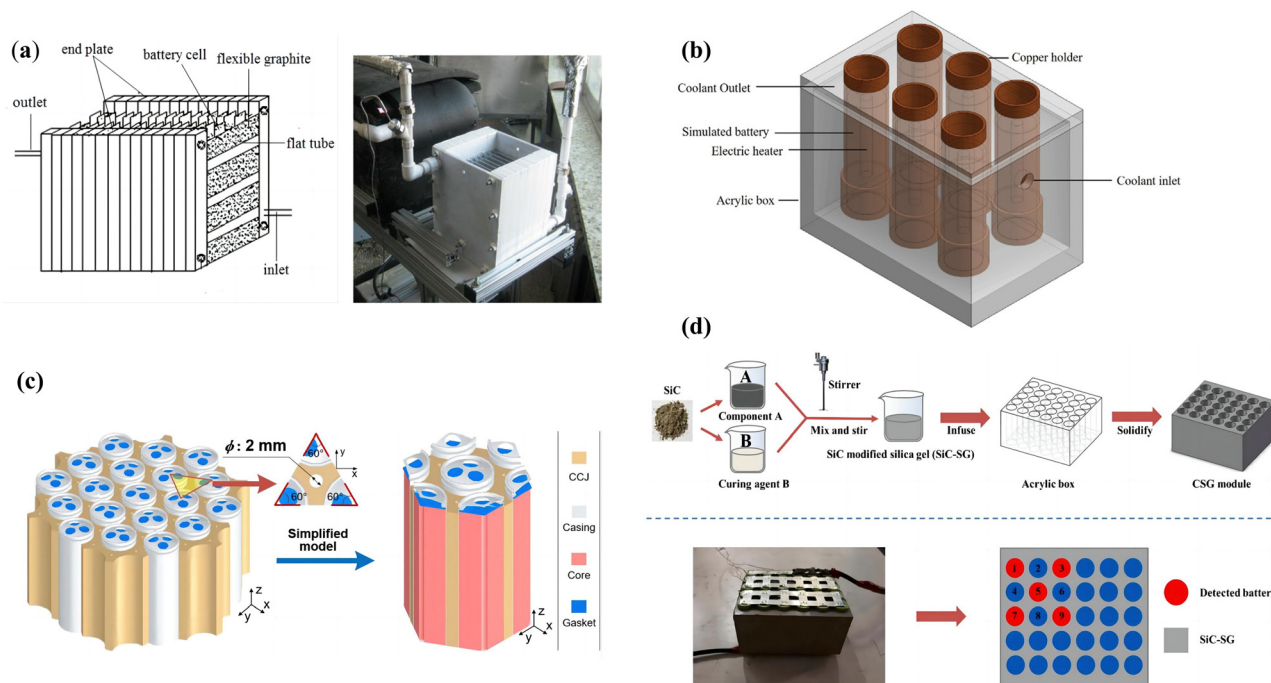 (a)
end plate
battery cell
flexible graphite
outlet
flat tube
inlet
(b)
Copper holder
Coolant Outlet
Simulated battery
Electric heater
Coolant inlet
Acrylic box
(c)
ϕ: 2 mm
60°
y
x
60°
60°
Simplified
model
z
x
y
z
x
y
CCJ
Casing
Core
Gasket
(d)
SiC
A
Component A
B
Curing agent B
Stirrer
Mix and stir
SiC modified silica gel (SiC-SG)
Infuse
Acrylic box
Solidify
CSG module
1 2 3
4 5 6
7 8 9
Detected batter
SiC-SG